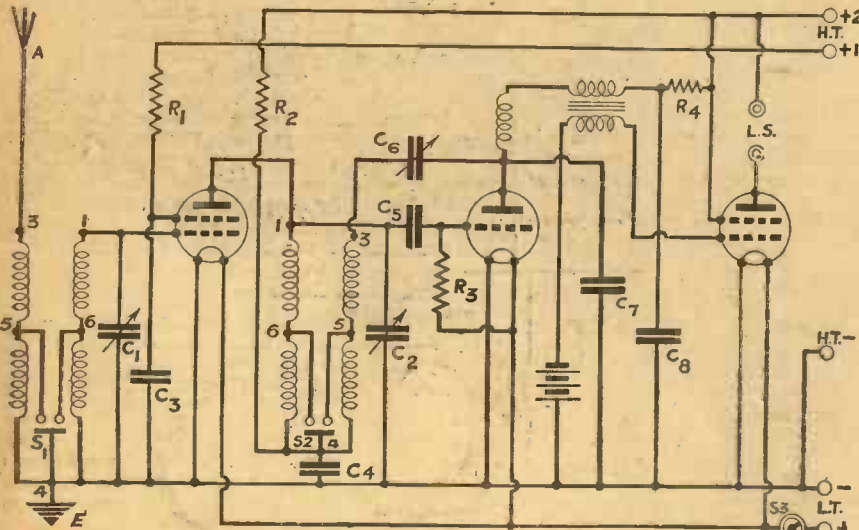 A
R1
R2
+2
H.T.
+1
R4
L.S.
C6
C5
3
1
1
3
5
6
C1
C3
6
5
C2
R3
C7
C8
H.T.-
S1
S2
4
C4
4
E
-
L.T.
S3
+